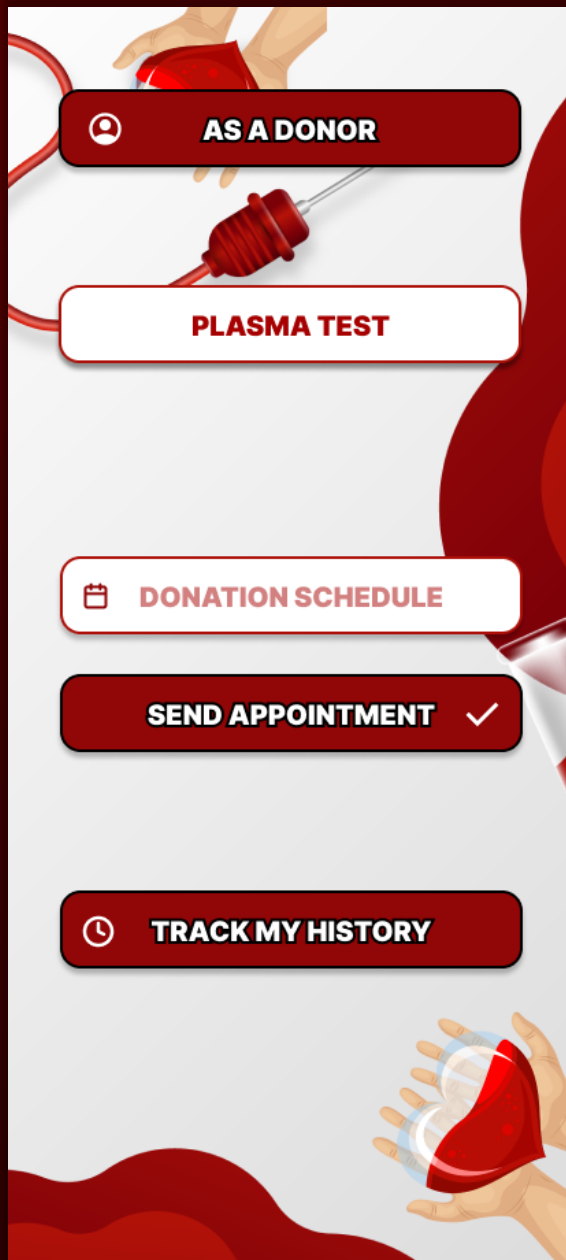 AS A DONOR
PLASMA TEST
DONATION SCHEDULE
SEND APPOINTMENT
TRACK MY HISTORY